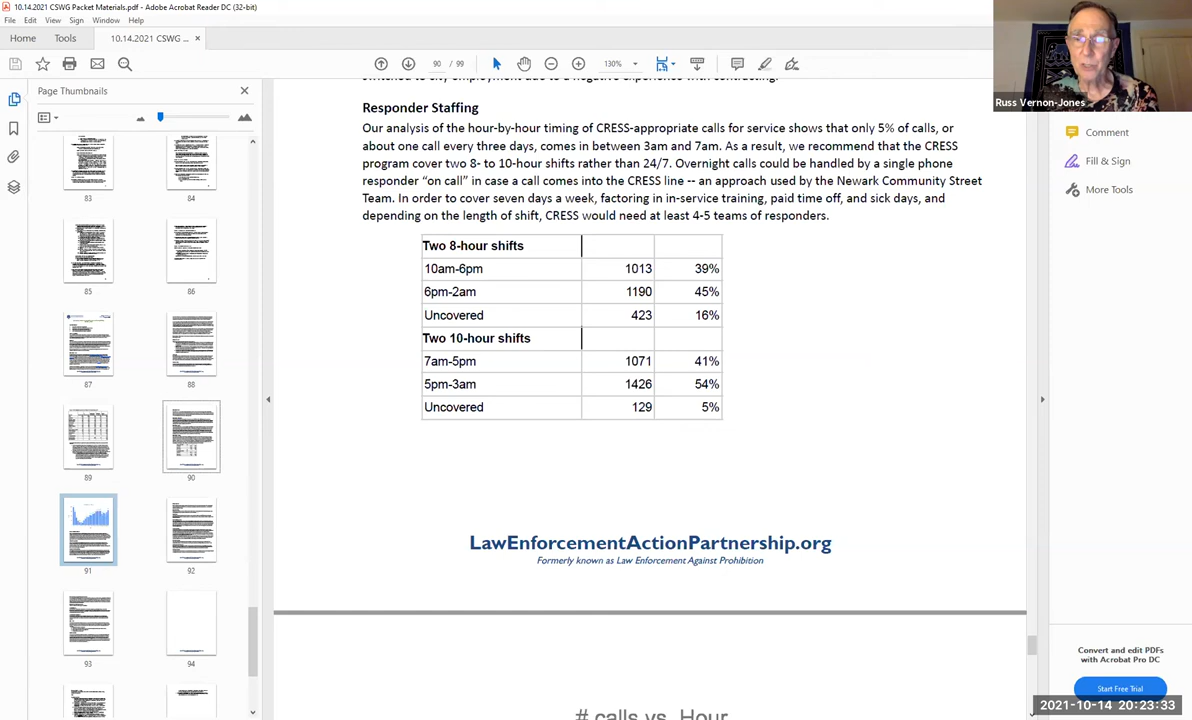 10.14.2021 CSWG Packet Materials.pdf - Adobe Acrobat Reader DC (32-bit)
File Edit View Sign Window Help
Home Tools 10.14.2021 CSWG ... ×
90 / 99 130%
Page Thumbnails
83 84
85 86
87 88
89 90
91 92
93 94
Responder Staffing
Our analysis of the hour-by-hour timing of CRESS-appropriate calls for service shows that only 5% of calls, or
about one call every three days, comes in between 3am and 7am. As a result, we recommend that the CRESS
program cover two 8- to 10-hour shifts rather than 24/7. Overnight calls could be handled by a single phone
responder “on call” in case a call comes into the CRESS line -- an approach used by the Newark Community Street
Team. In order to cover seven days a week, factoring in in-service training, paid time off, and sick days, and
depending on the length of shift, CRESS would need at least 4-5 teams of responders.
Two 8-hour shifts
10am-6pm 1013 39%
6pm-2am 1190 45%
Uncovered 423 16%
Two 10-hour shifts
7am-5pm 1071 41%
5pm-3am 1426 54%
Uncovered 129 5%
LawEnforcementActionPartnership.org
Formerly known as Law Enforcement Against Prohibition
# calls vs. Hour
Russ Vernon-Jones
Comment
Fill & Sign
More Tools
Convert and edit PDFs
with Acrobat Pro DC
Start Free Trial
2021-10-14 20:23:33